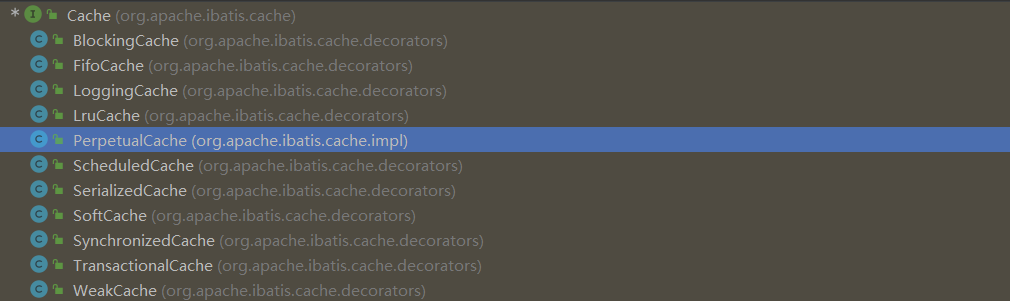 * I Cache (org.apache.ibatis.cache)
C BlockingCache (org.apache.ibatis.cache.decorators)
C FifoCache (org.apache.ibatis.cache.decorators)
C LoggingCache (org.apache.ibatis.cache.decorators)
C LruCache (org.apache.ibatis.cache.decorators)
C PerpetualCache (org.apache.ibatis.cache.impl)
C ScheduledCache (org.apache.ibatis.cache.decorators)
C SerializedCache (org.apache.ibatis.cache.decorators)
C SoftCache (org.apache.ibatis.cache.decorators)
C SynchronizedCache (org.apache.ibatis.cache.decorators)
C TransactionalCache (org.apache.ibatis.cache.decorators)
C WeakCache (org.apache.ibatis.cache.decorators)